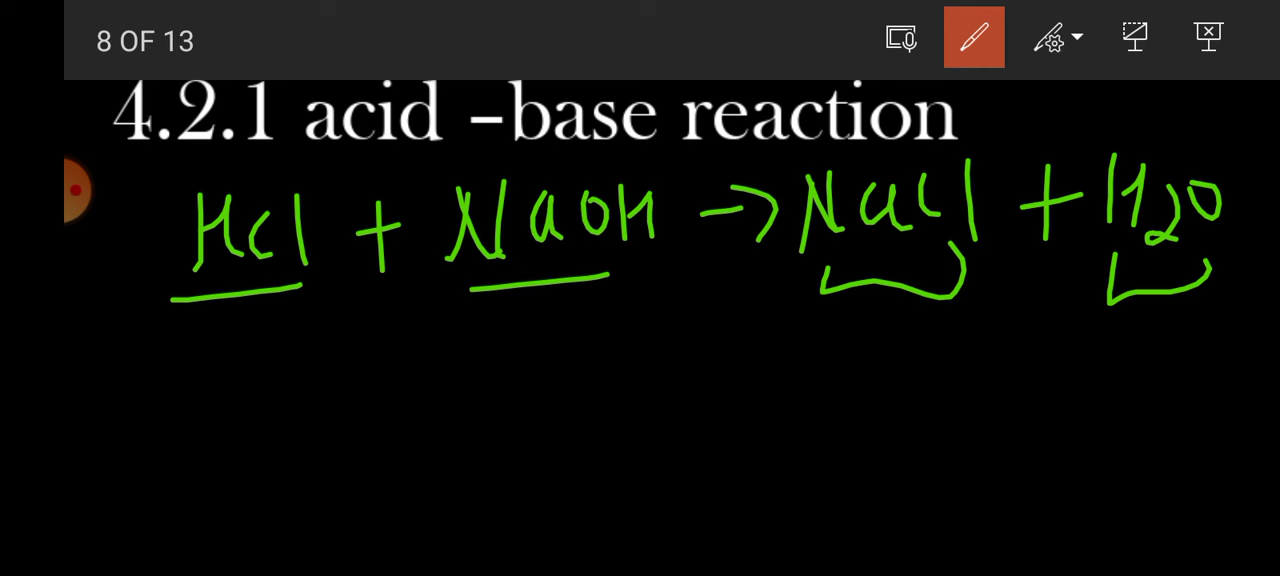 8 OF 13
4.2.1 acid –base reaction
HCl + NaOH → NaCl + H2O